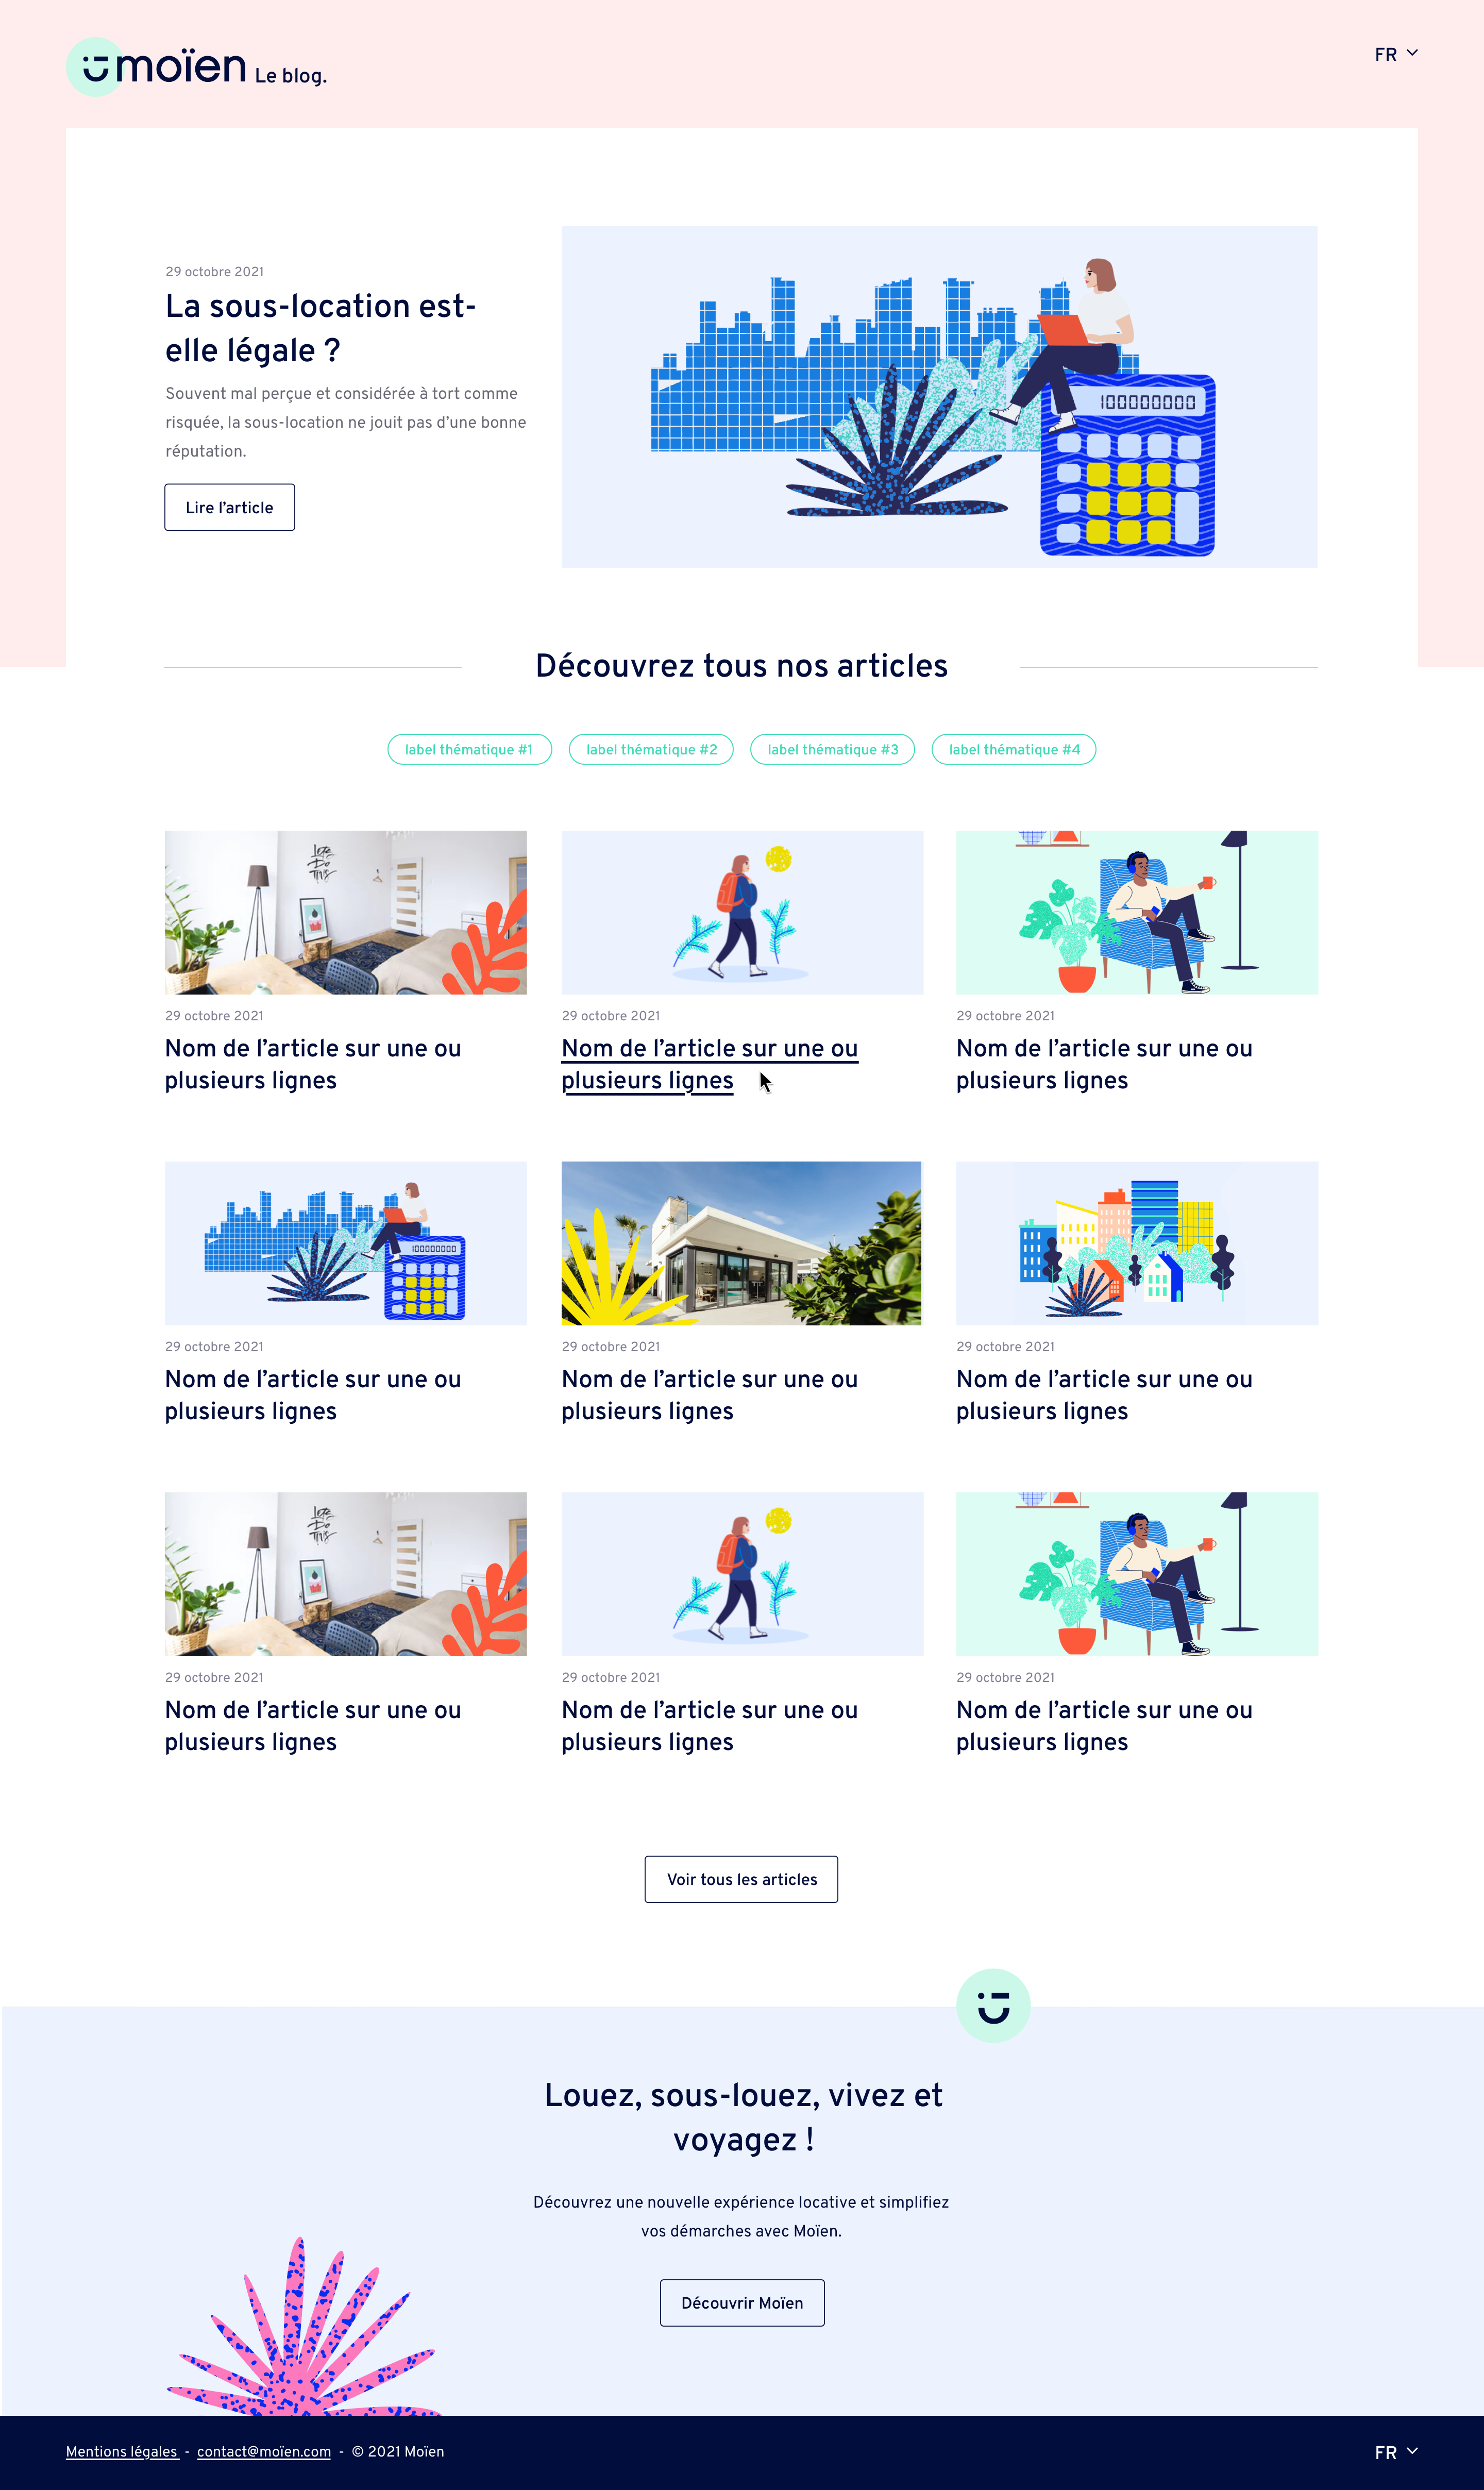 moïen Le blog.
FR
29 octobre 2021
La sous-location est-
elle légale ?
Souvent mal perçue et considérée à tort comme
risquée, la sous-location ne jouit pas d’une bonne
réputation.
Lire l’article
100000000
Découvrez tous nos articles
label thématique #1
label thématique #2
label thématique #3
label thématique #4
29 octobre 2021
Nom de l’article sur une ou
plusieurs lignes
29 octobre 2021
Nom de l’article sur une ou
plusieurs lignes
29 octobre 2021
Nom de l’article sur une ou
plusieurs lignes
100000000
29 octobre 2021
Nom de l’article sur une ou
plusieurs lignes
29 octobre 2021
Nom de l’article sur une ou
plusieurs lignes
29 octobre 2021
Nom de l’article sur une ou
plusieurs lignes
29 octobre 2021
Nom de l’article sur une ou
plusieurs lignes
29 octobre 2021
Nom de l’article sur une ou
plusieurs lignes
29 octobre 2021
Nom de l’article sur une ou
plusieurs lignes
Voir tous les articles
Louez, sous-louez, vivez et
voyagez !
Découvrez une nouvelle expérience locative et simplifiez
vos démarches avec Moïen.
Découvrir Moïen
Mentions légales - contact@moïen.com - © 2021 Moïen
FR